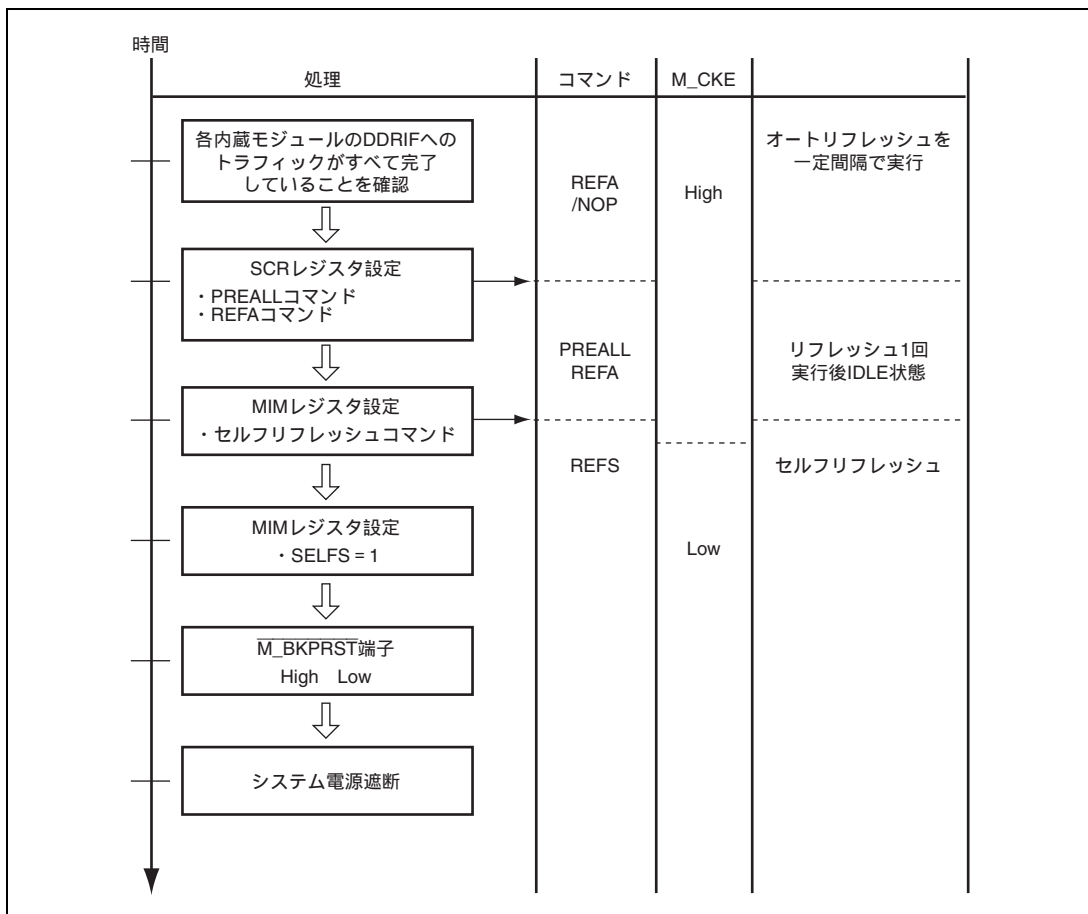 時間
処理
コマンド
M_CKE
各内蔵モジュールのDDRIFへの
トラフィックがすべて完了
していることを確認
REFA
/NOP
High
オートリフレッシュを
一定間隔で実行
SCRレジスタ設定
・PREALLコマンド
・REFAコマンド
PREALL
REFA
リフレッシュ1回
実行後IDLE状態
MIMレジスタ設定
・セルフリフレッシュコマンド
REFS
セルフリフレッシュ
MIMレジスタ設定
・SELFS = 1
Low
M_BKPRST端子
High Low
システム電源遮断